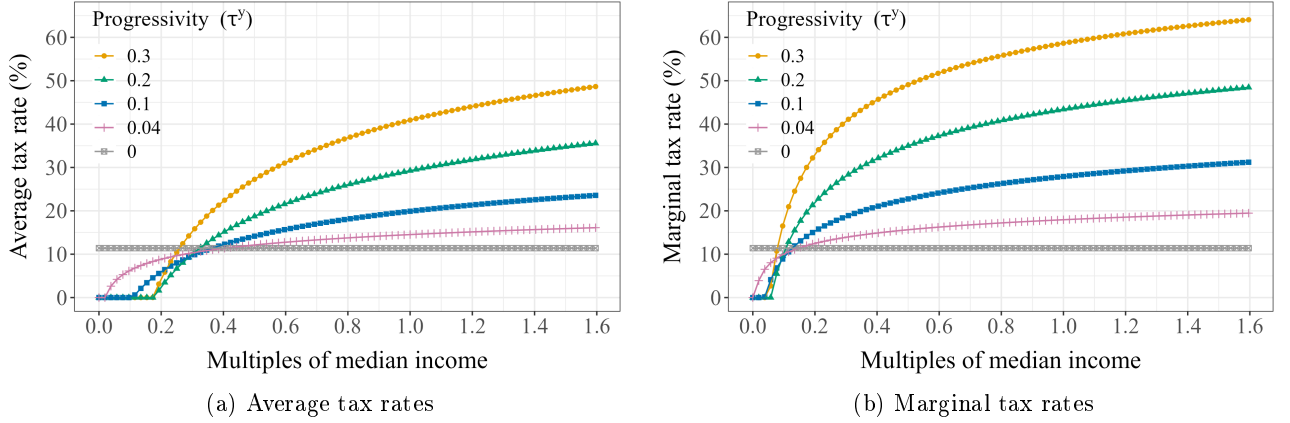 Progressivity (τʸ)
0.3
0.2
0.1
0.04
0
Average tax rate (%)
60
50
40
30
20
10
0
0.0 0.2 0.4 0.6 0.8 1.0 1.2 1.4 1.6
Multiples of median income
(a) Average tax rates
Progressivity (τʸ)
0.3
0.2
0.1
0.04
0
Marginal tax rate (%)
60
50
40
30
20
10
0
0.0 0.2 0.4 0.6 0.8 1.0 1.2 1.4 1.6
Multiples of median income
(b) Marginal tax rates